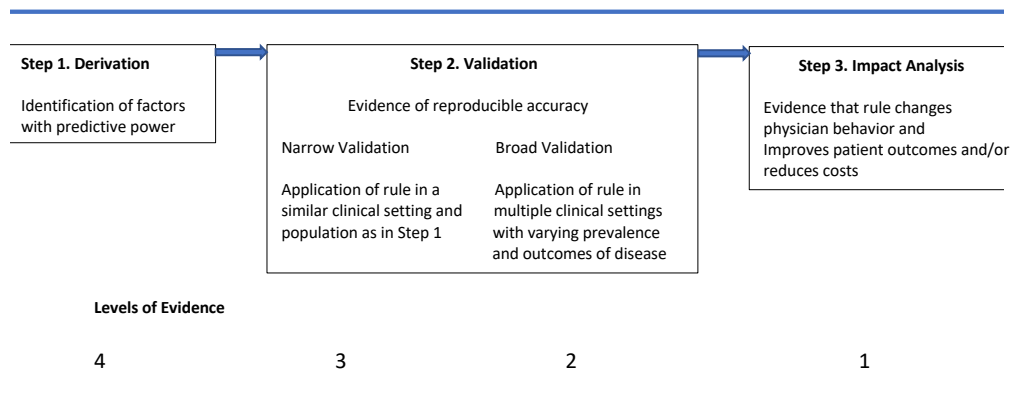 Step 1. Derivation
Identification of factors
with predictive power
Step 2. Validation
Evidence of reproducible accuracy
Narrow Validation
Application of rule in a
similar clinical setting and
population as in Step 1
Broad Validation
Application of rule in
multiple clinical settings
with varying prevalence
and outcomes of disease
Step 3. Impact Analysis
Evidence that rule changes
physician behavior and
Improves patient outcomes and/or
reduces costs
Levels of Evidence
4
3
2
1